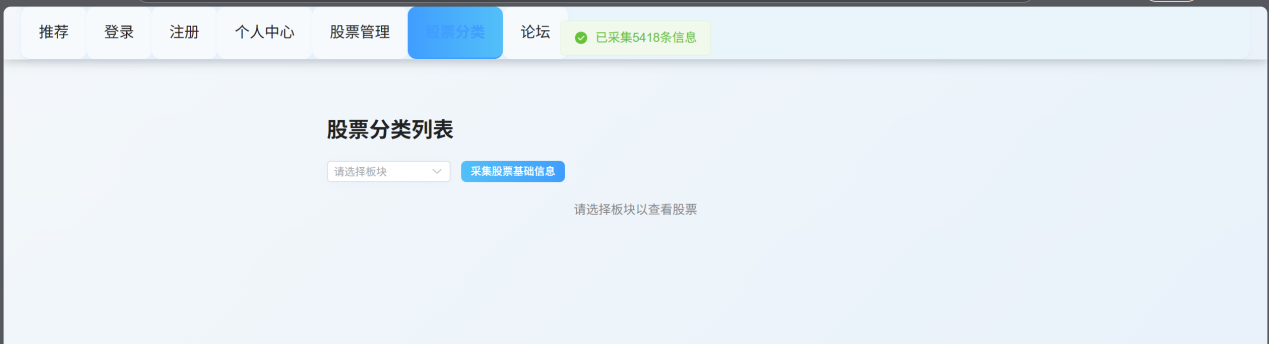 推荐 登录 注册 个人中心 股票管理 股票分类 论坛
已采集5418条信息
股票分类列表
请选择板块 采集股票基础信息
请选择板块以查看股票